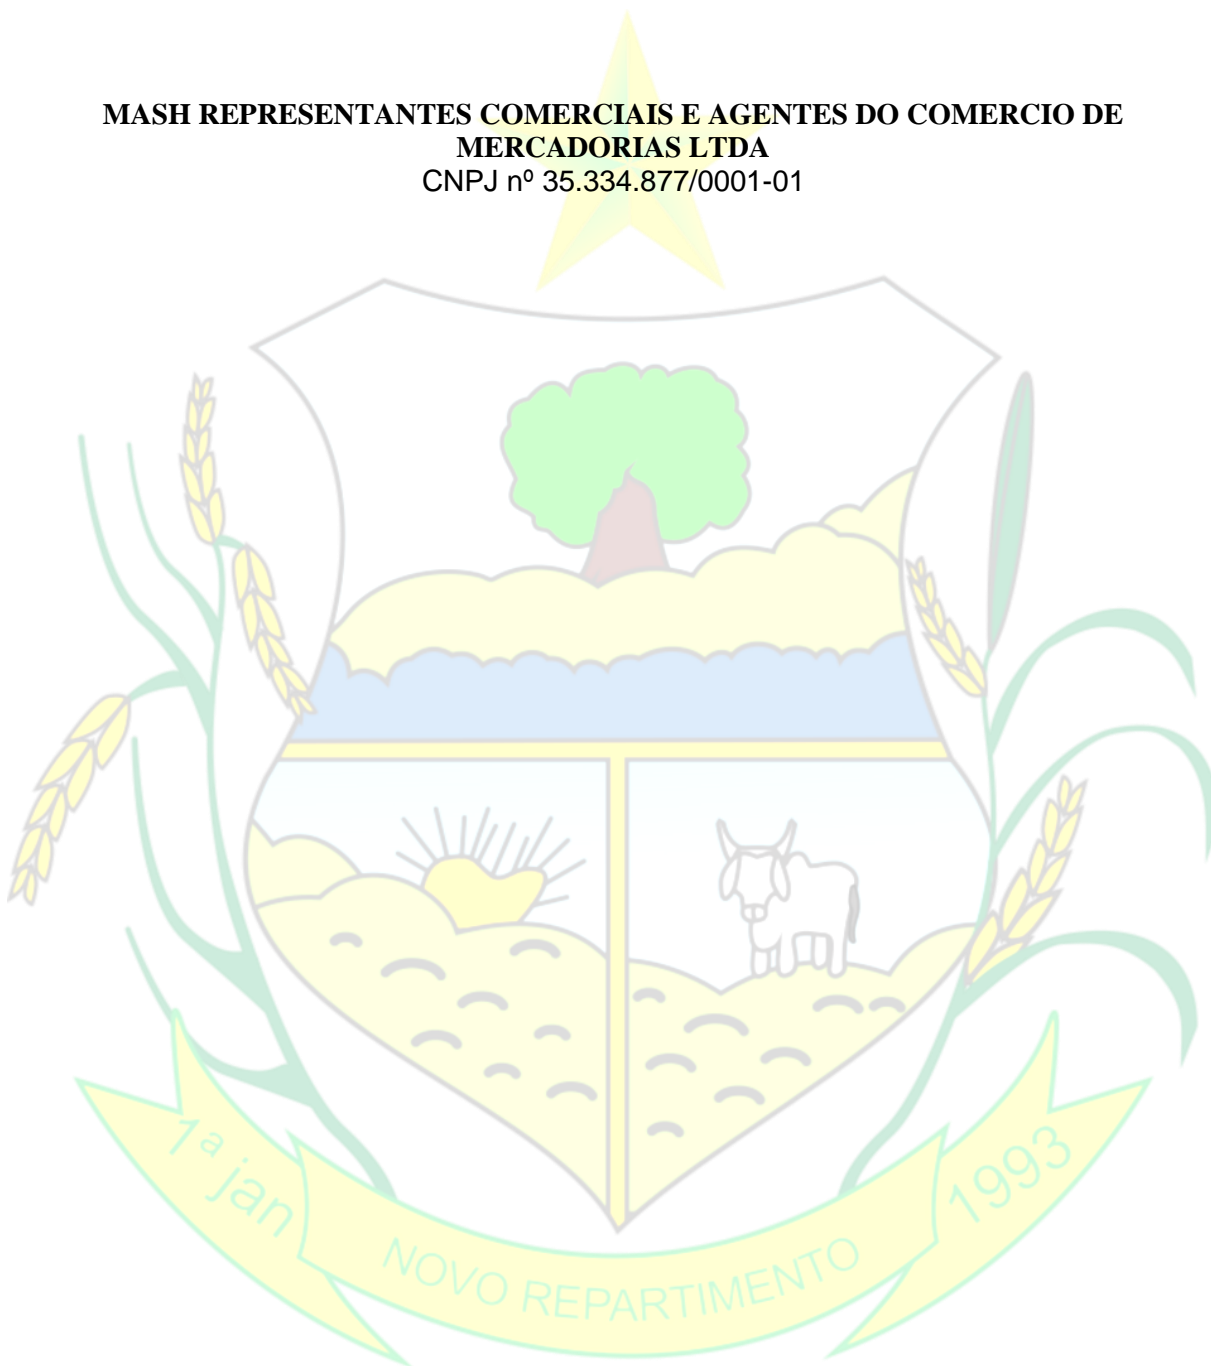 MASH REPRESENTANTES COMERCIAIS E AGENTES DO COMERCIO DE
MERCADORIAS LTDA
CNPJ nº 35.334.877/0001-01
1ª jan
NOVO REPARTIMENTO
1993